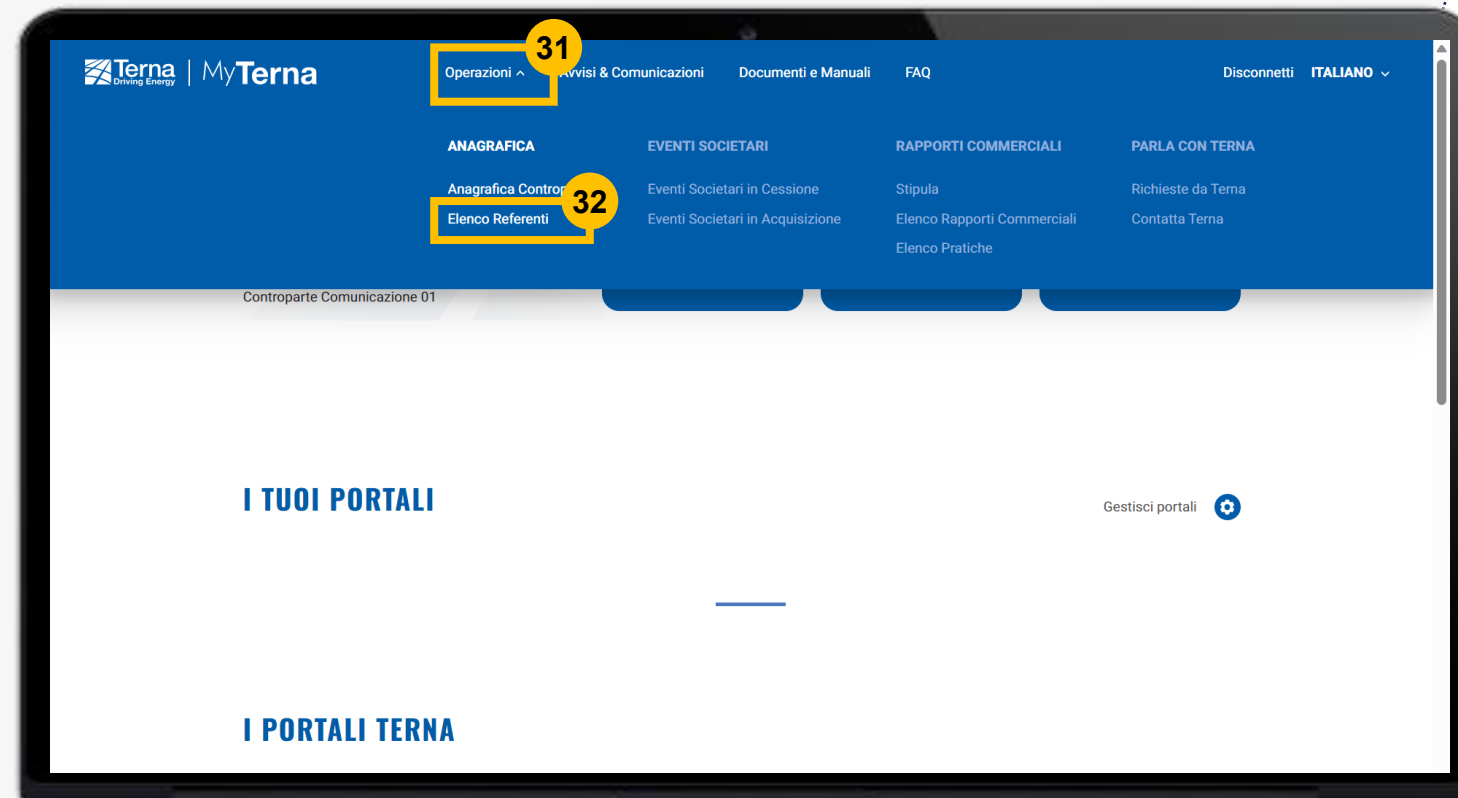 31
Terna
Driving Energy
MyTerna
Operazioni
Avvisi & Comunicazioni
Documenti e Manuali
FAQ
Disconnetti
ITALIANO
ANAGRAFICA
EVENTI SOCIETARI
RAPPORTI COMMERCIALI
PARLA CON TERNA
Anagrafica
32
Eventi Societari in Cessione
Stipula
Richieste da Terna
Elenco Referenti
Eventi Societari in Acquisizione
Elenco Rapporti Commerciali
Contatta Terna
Elenco Pratiche
Controparte Comunicazione 01
I TUOI PORTALI
Gestisci portali
I PORTALI TERNA